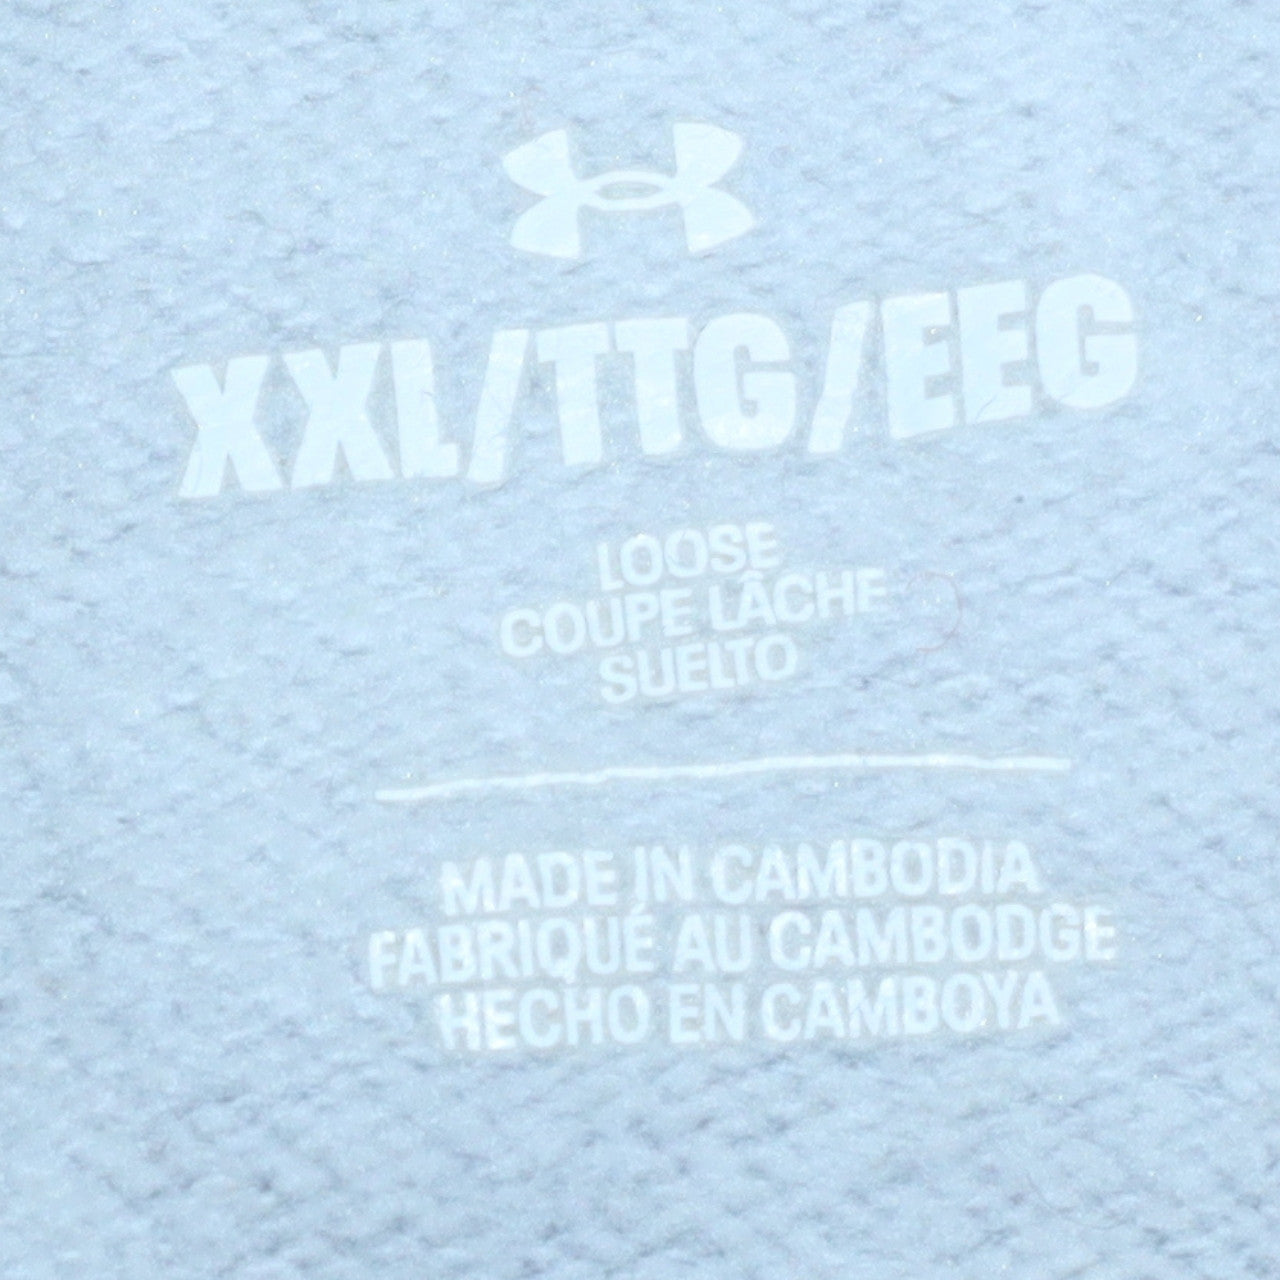 XXL/TTG/EEG
LOOSE
COUPE LÂCHE
SUELTO
MADE IN CAMBODIA
FABRIQUÉ AU CAMBODGE
HECHO EN CAMBOYA